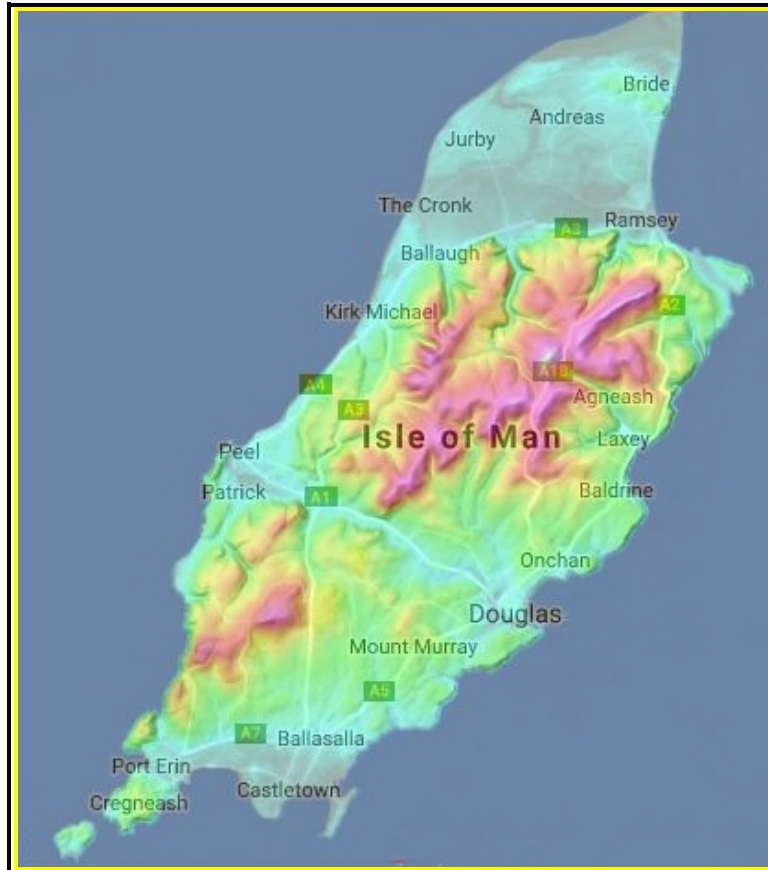 Bride
Andreas
Jurby
The Cronk
Ramsey
A3
Ballaugh
A2
Kirk Michael
A18
A4
Agneash
A3
Isle of Man
Laxey
Peel
Patrick
A1
Baldrine
Onchan
Douglas
Mount Murray
A5
A7
Ballasalla
Port Erin
Castletown
Cregneash